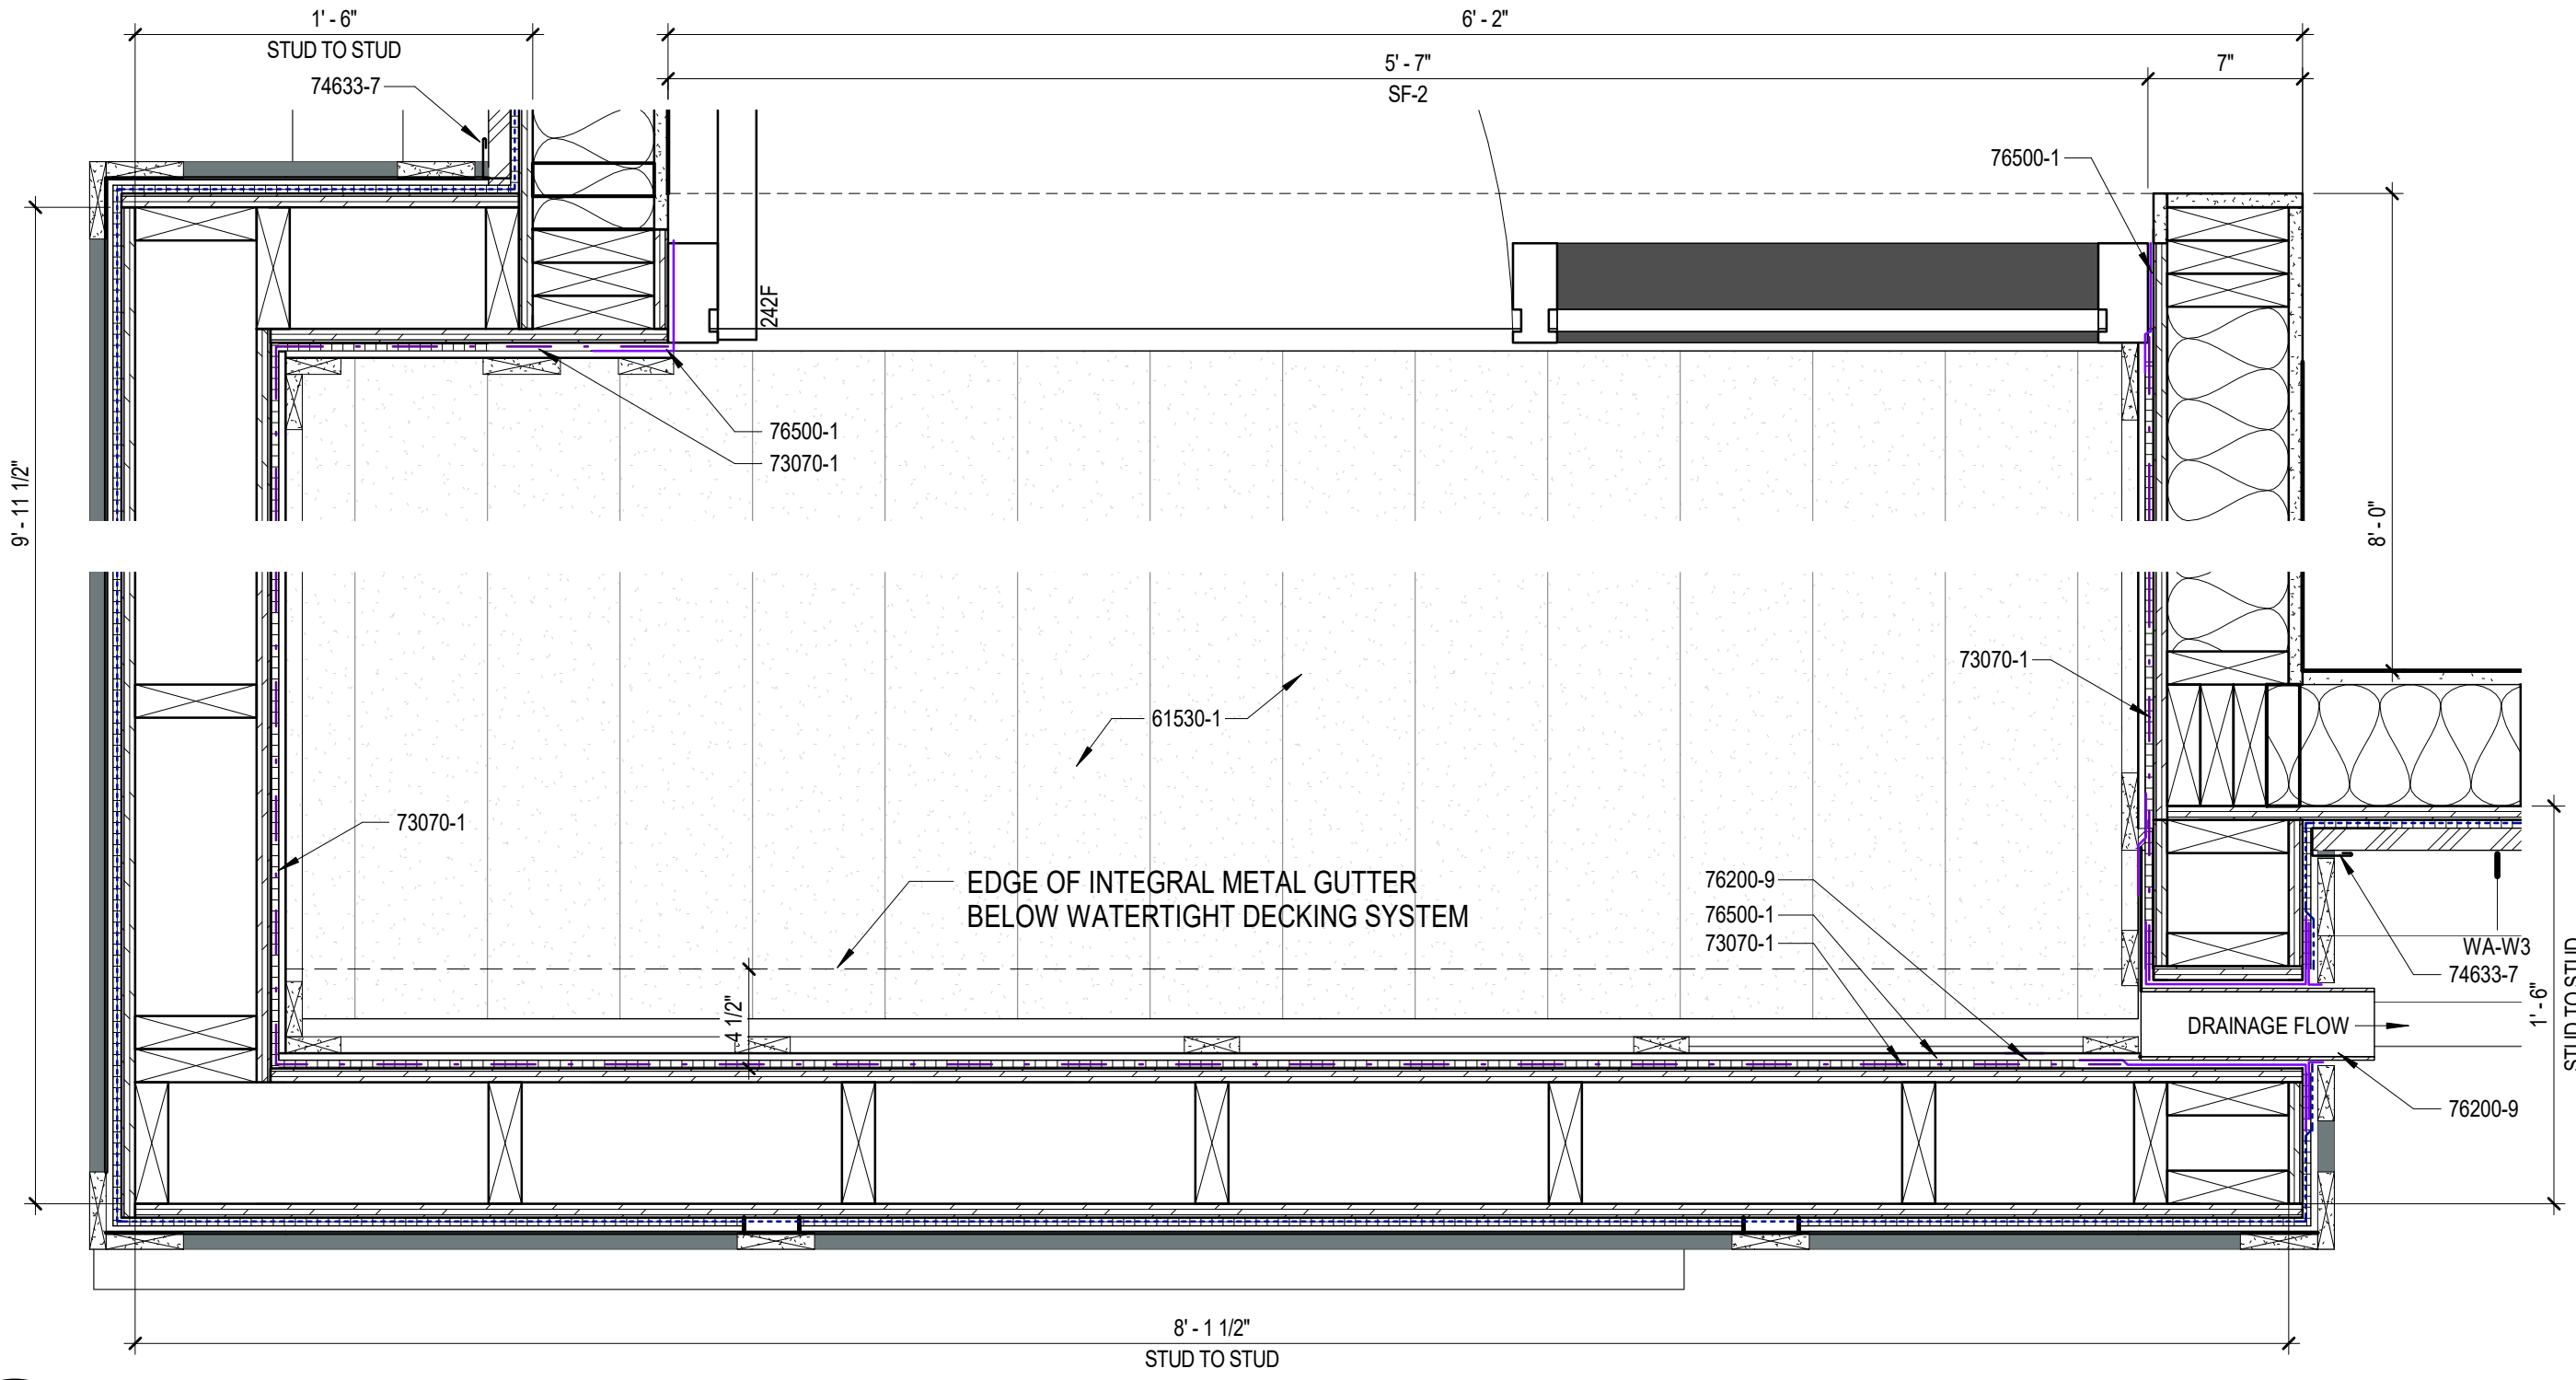 1' - 6"
STUD TO STUD
74633-7
6' - 2"
5' - 7"
7"
SF-2
76500-1
242F
76500-1
73070-1
9' - 11 1/2"
8' - 0"
73070-1
61530-1
73070-1
EDGE OF INTEGRAL METAL GUTTER
BELOW WATERTIGHT DECKING SYSTEM
76200-9
76500-1
73070-1
WA-W3
74633-7
4 1/2"
DRAINAGE FLOW
1' - 6"
STUD TO STUD
76200-9
8' - 1 1/2"
STUD TO STUD